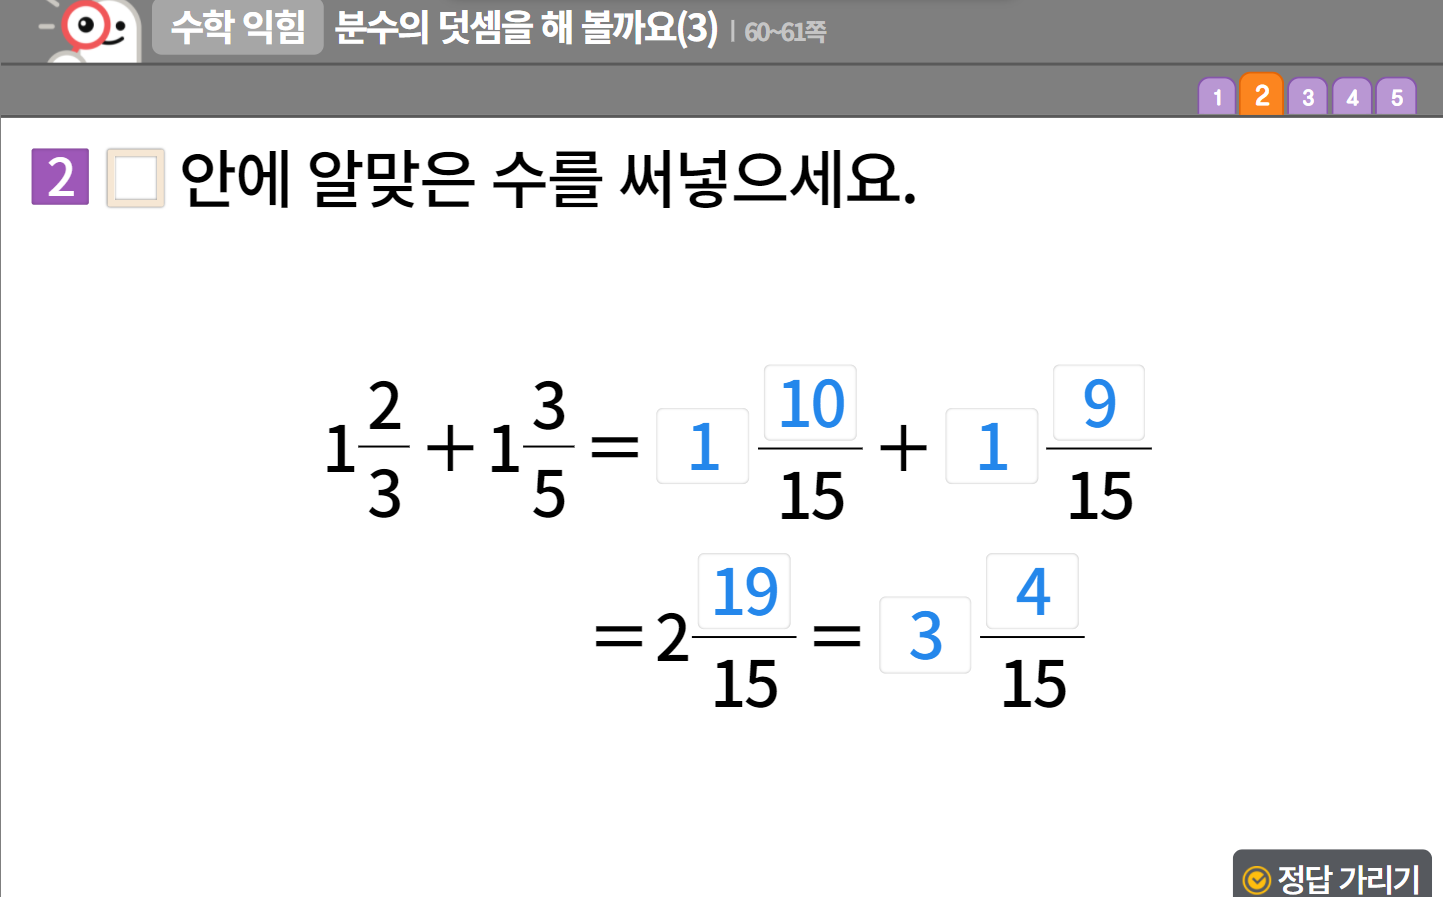 수학 익힘 분수의 덧셈을 해 볼까요(3) | 60~61쪽
1 2 3 4 5
2 □ 안에 알맞은 수를 써넣으세요.
1 2/3 + 1 3/5 = 1 10/15 + 1 9/15
= 2 19/15 = 3 4/15
정답 가리기